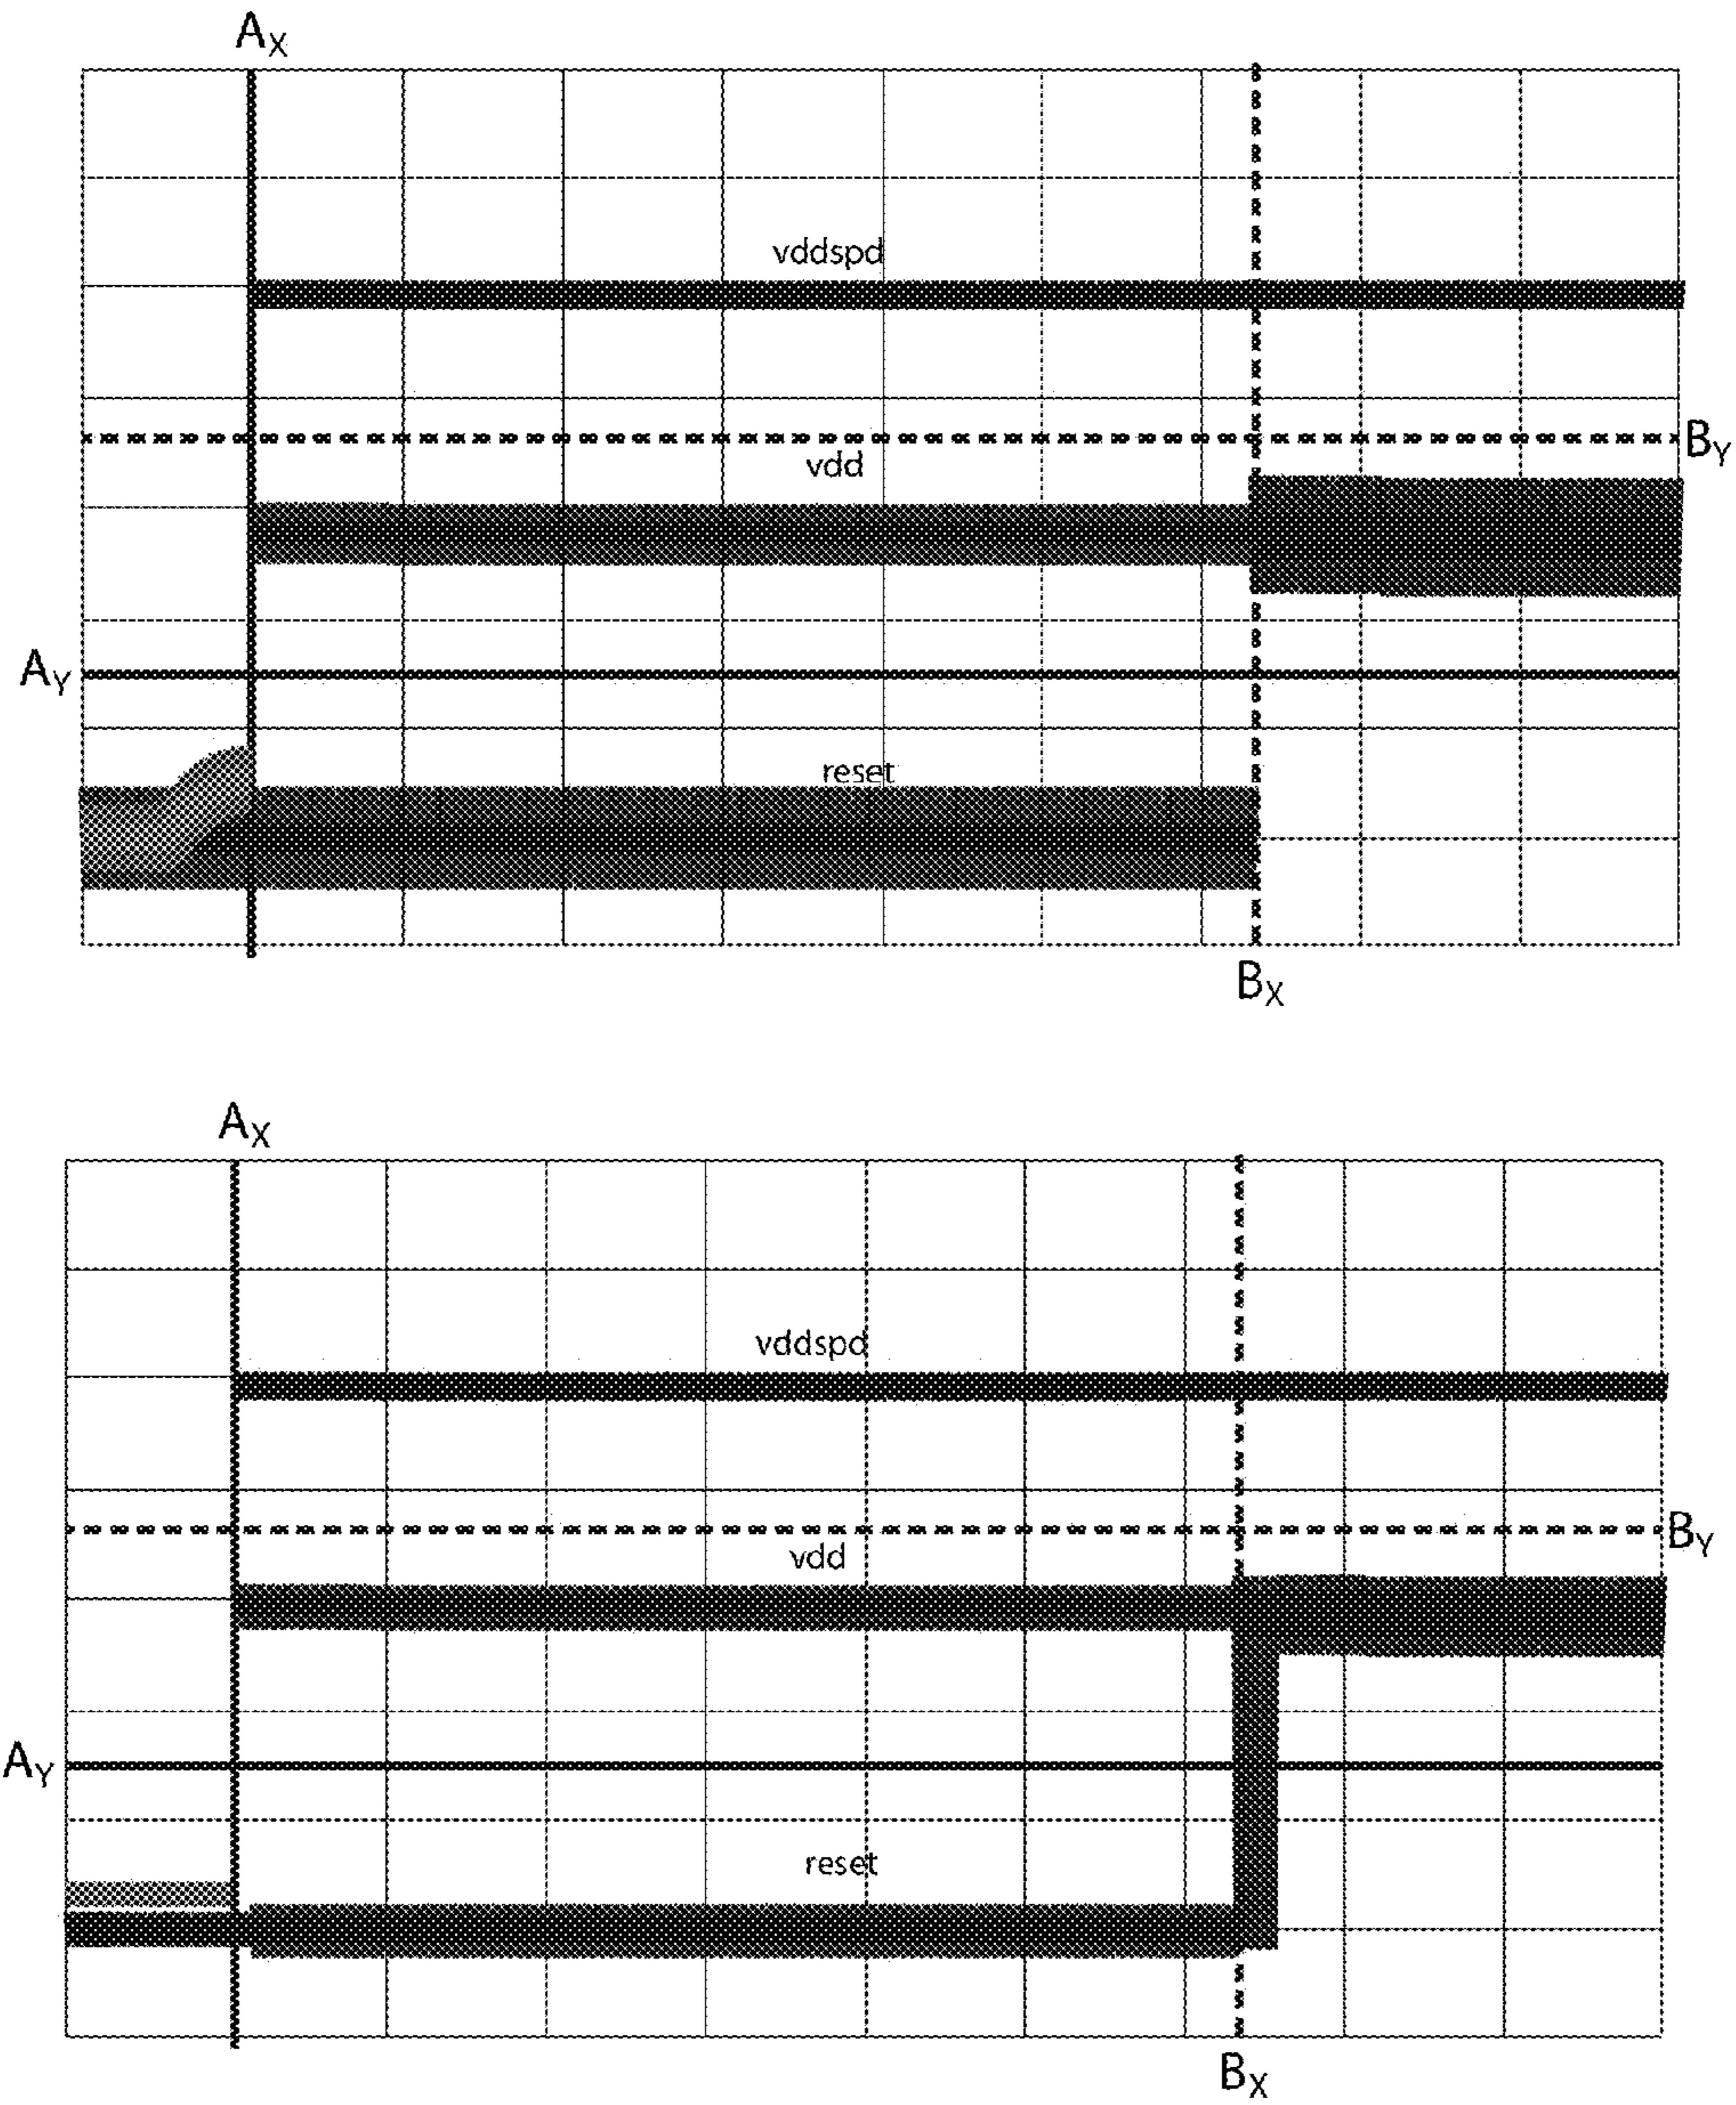 AX
vddspd
BY
vdd
AY
reset
BX
AX
vddspd
BY
vdd
AY
reset
BX